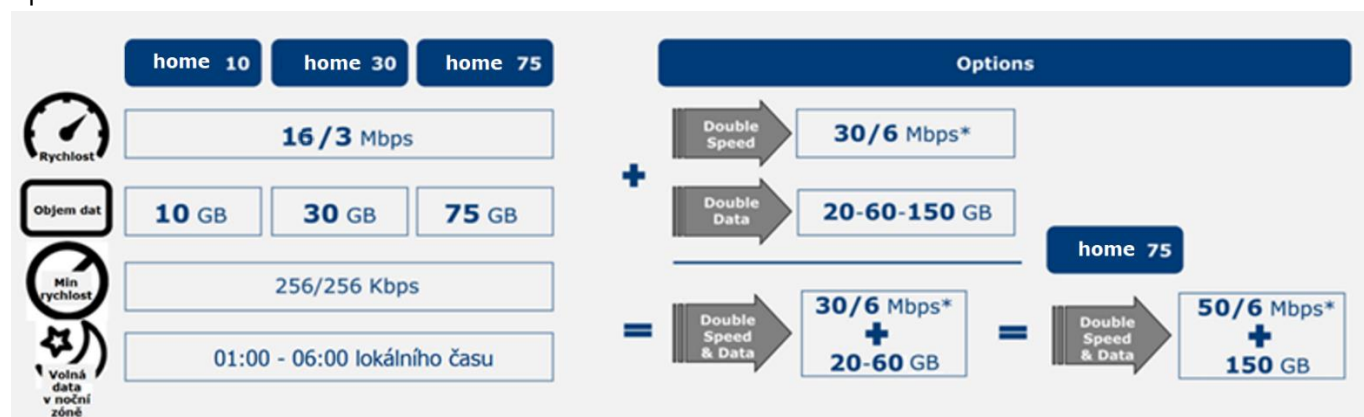 home 10
home 30
home 75
Options
Rychlost
16/3 Mbps
Double
Speed
30/6 Mbps*
+
Objem dat
10 GB
30 GB
75 GB
Double
Data
20-60-150 GB
home 75
Min
rychlost
256/256 Kbps
Volná
data
v noční
zóně
01:00 - 06:00 lokálního času
=
Double
Speed
& Data
30/6 Mbps*
+
20-60 GB
=
Double
Speed
& Data
50/6 Mbps*
+
150 GB